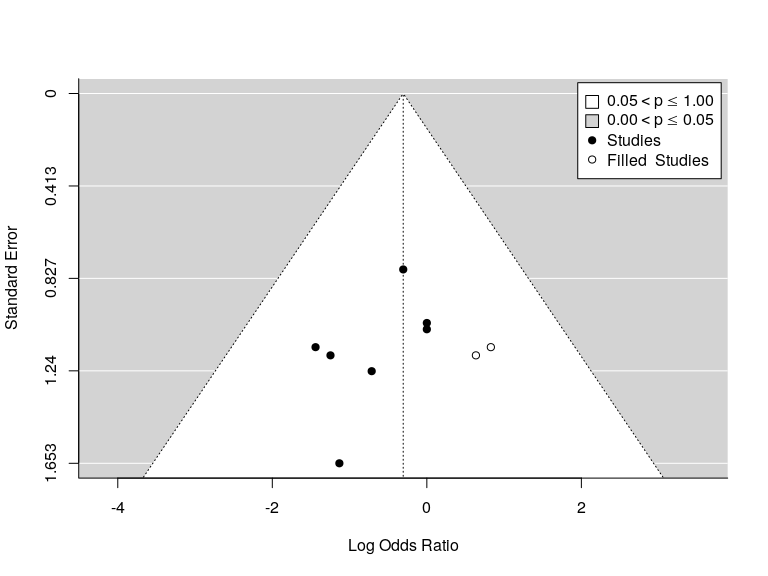 0.05 < p ≤ 1.00
0.00 < p ≤ 0.05
Studies
Filled Studies
Standard Error
0
0.413
0.827
1.24
1.653
-4
-2
0
2
Log Odds Ratio